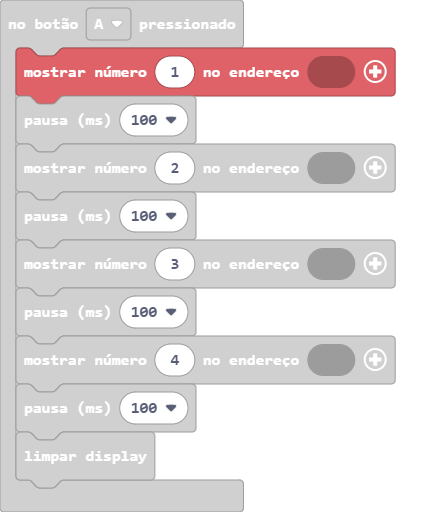 no botão A pressionado
mostrar número 1 no endereço
pausa (ms) 100
mostrar número 2 no endereço
pausa (ms) 100
mostrar número 3 no endereço
pausa (ms) 100
mostrar número 4 no endereço
pausa (ms) 100
limpar display